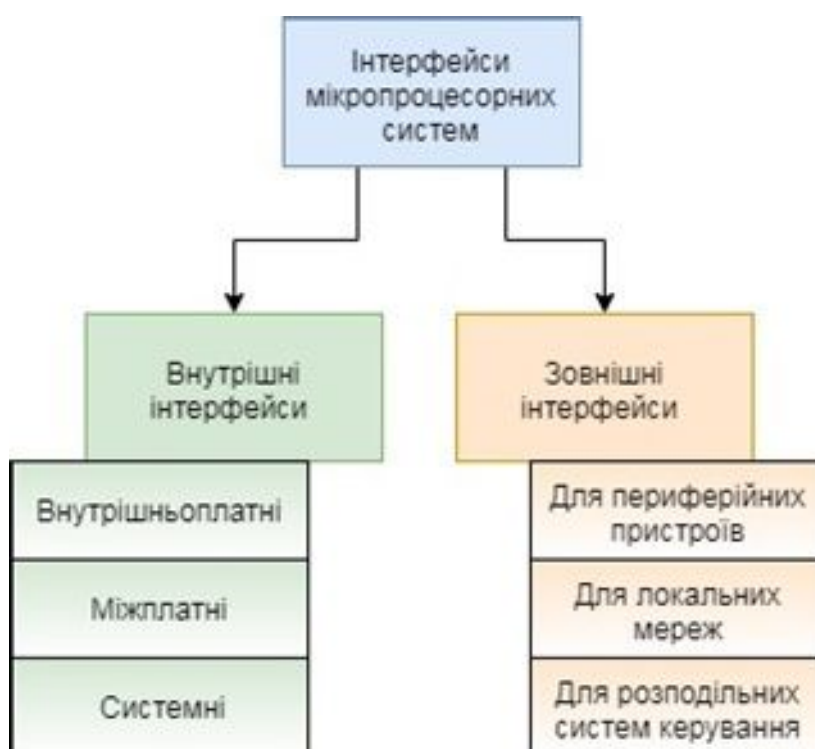 Інтерфейси
мікропроцесорних
систем
Внутрішні
інтерфейси
Зовнішні
інтерфейси
Внутрішньоплатні
Міжплатні
Системні
Для периферійних
пристроїв
Для локальних
мереж
Для розподільних
систем керування